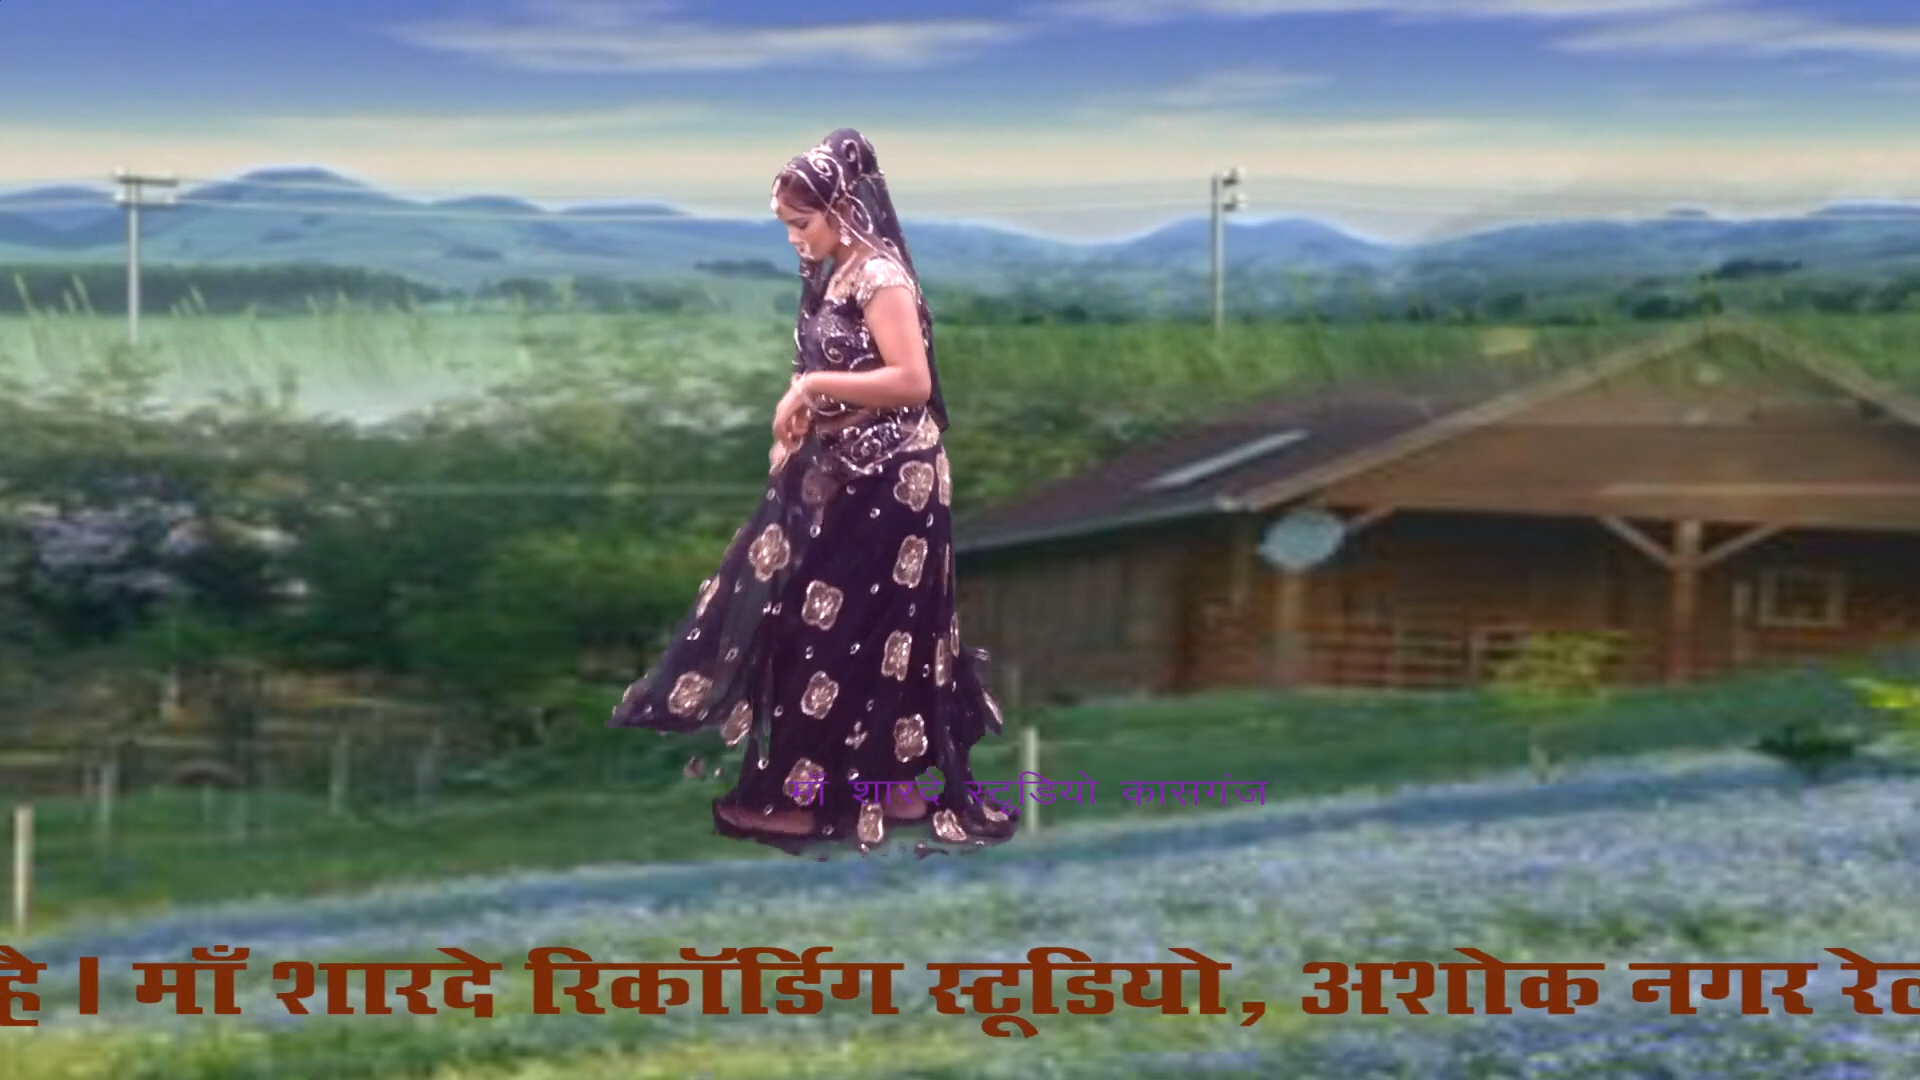 माँ शारदे स्टूडियो कासगंज
है । माँ शारदे रिकॉर्डिग स्टूडियो, अशोक नगर